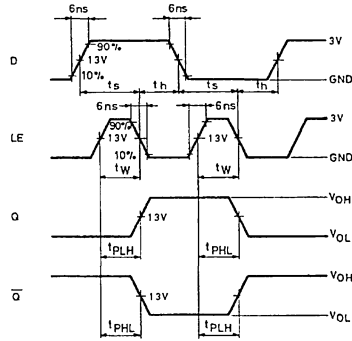 6ns 6ns
D 90% 3V
13V
10% GND
ts th ts th
6ns 6ns
LE 90% 13V 13V 3V
10% GND
tW tW
Q 13V VOH
VOL
tPLH tPHL
Q̅ 13V VOH
VOL
tPHL tPLH